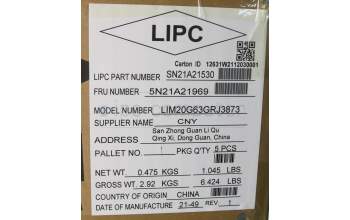 LIPC
Carton ID 12631W2112030001
LIPC PART NUMBER SN21A21530
FRU NUMBER 5N21A21969
MODEL NUMBER LIM20G63GRJ3873
SUPPLIER NAME CNY
ADDRESS San Zhong Guan Li Qu
Qing Xi, Dong Guan, China
PALLET NO. 1 PKG Q'TY 5 PCS
NET WT 0.475 KGS 1.045 LBS
GROSS WT 2.92 KGS 6.424 LBS
COUNTRY OF ORIGIN CHINA
DATE OF MANUFACTURE 21-49 REV 1